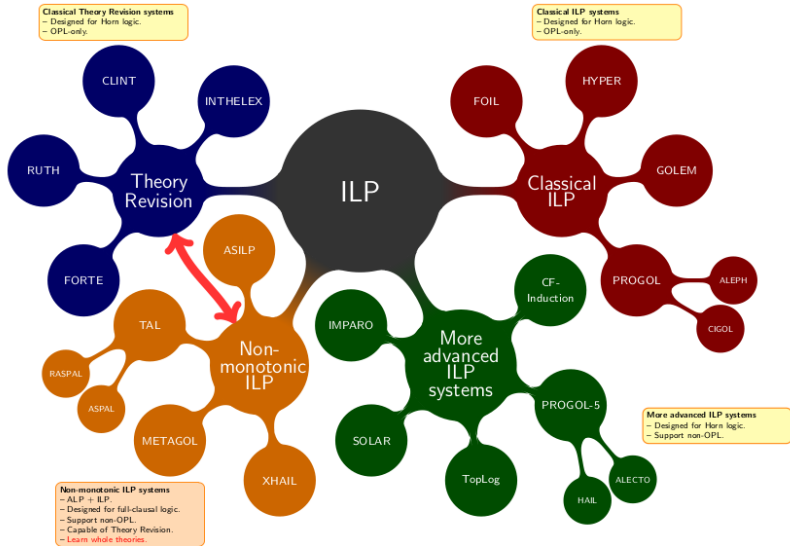 Classical Theory Revision systems
– Designed for Horn logic.
– OPL-only.
Classical ILP systems
– Designed for Horn logic.
– OPL-only.
CLINT
INTHELEX
RUTH
Theory
Revision
FORTE
ILP
FOIL
HYPER
GOLEM
Classical
ILP
PROGOL
ALEPH
CIGOL
ASILP
TAL
RASPAL
ASPAL
Non-
monotonic
ILP
METAGOL
XHAIL
IMPARO
CF-
Induction
More
advanced
ILP
systems
SOLAR
TopLog
PROGOL-5
HAIL
ALECTO
More advanced ILP systems
– Designed for Horn logic.
– Support non-OPL.
Non-monotonic ILP systems
– ALP + ILP.
– Designed for full-clausal logic.
– Support non-OPL.
– Capable of Theory Revision.
– Learn whole theories.